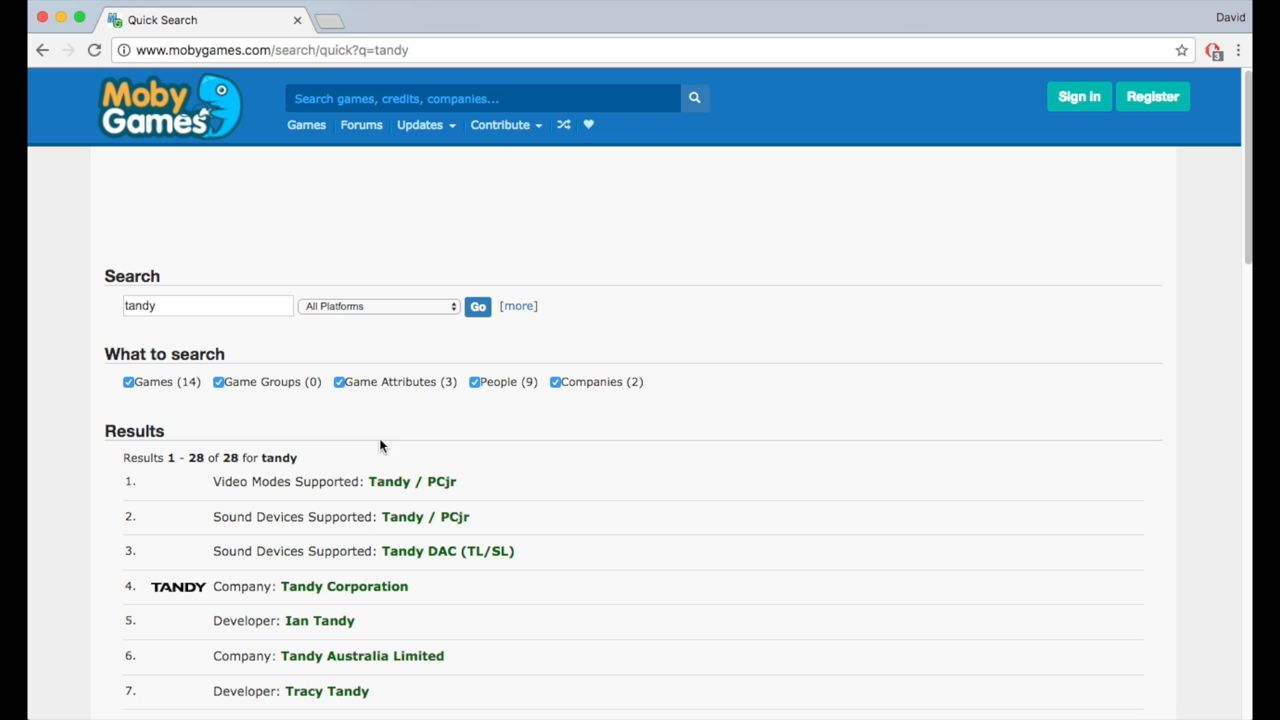 Quick Search
David
www.mobygames.com/search/quick?q=tandy
3
Moby
Games
Search games, credits, companies...
Sign In
Register
Games
Forums
Updates
Contribute
Search
tandy
All Platforms
Go
[more]
What to search
Games (14)
Game Groups (0)
Game Attributes (3)
People (9)
Companies (2)
Results
Results 1 - 28 of 28 for tandy
1. Video Modes Supported: Tandy / PCjr
2. Sound Devices Supported: Tandy / PCjr
3. Sound Devices Supported: Tandy DAC (TL/SL)
4. TANDY Company: Tandy Corporation
5. Developer: Ian Tandy
6. Company: Tandy Australia Limited
7. Developer: Tracy Tandy